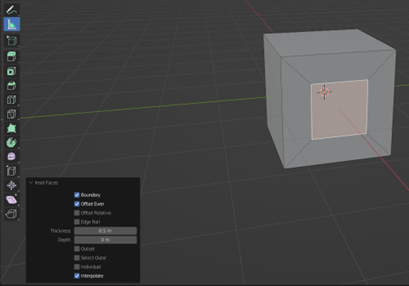 Inset Faces
Boundary
Offset Even
Offset Relative
Edge Rail
Thickness 0.5 m
Depth 0 m
Outset
Select Outer
Individual
Interpolate